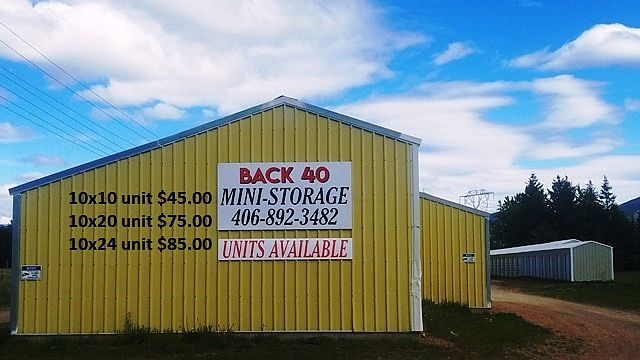 BACK 40
MINI-STORAGE
406-892-3482
UNITS AVAILABLE
10x10 unit $45.00
10x20 unit $75.00
10x24 unit $85.00